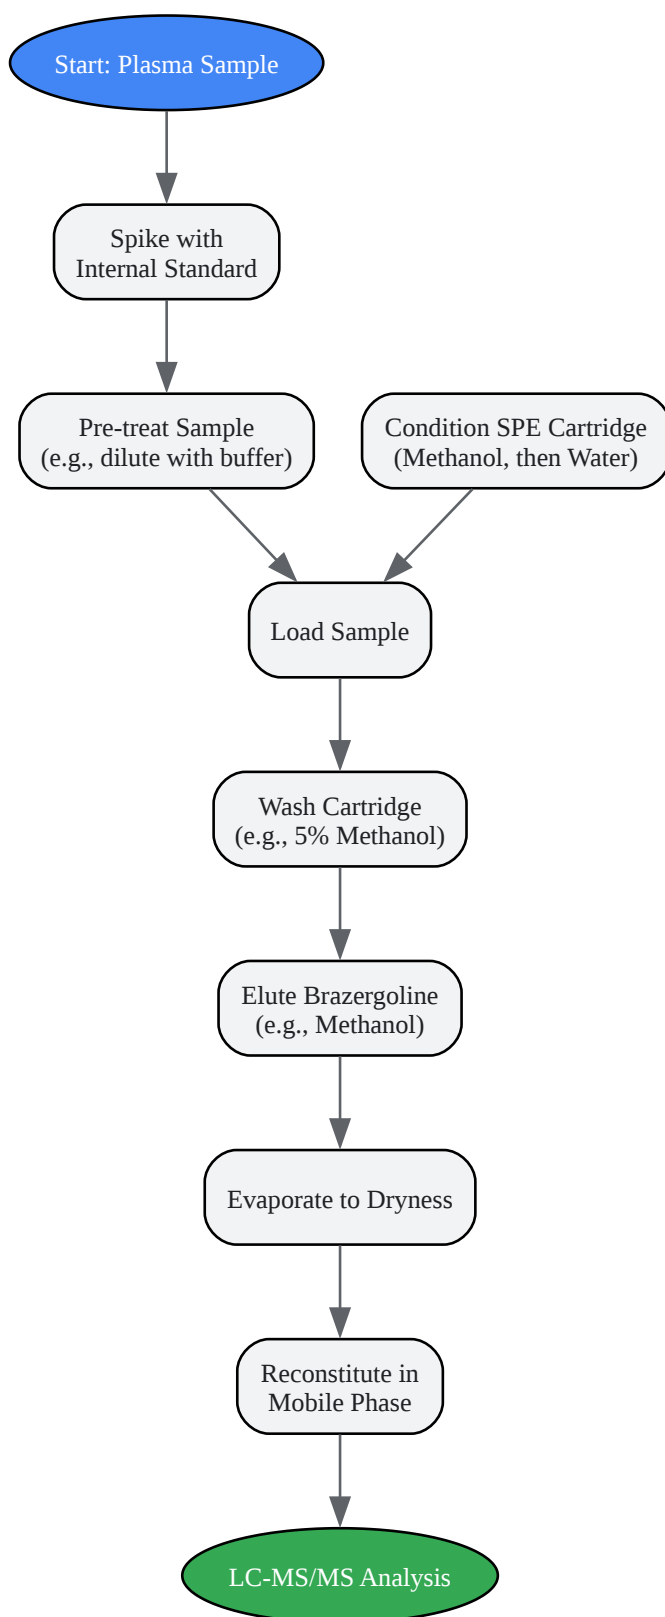 Start: Plasma Sample
Spike with
Internal Standard
Pre-treat Sample
(e.g., dilute with buffer)
Condition SPE Cartridge
(Methanol, then Water)
Load Sample
Wash Cartridge
(e.g., 5% Methanol)
Elute Brazergoline
(e.g., Methanol)
Evaporate to Dryness
Reconstitute in
Mobile Phase
LC-MS/MS Analysis